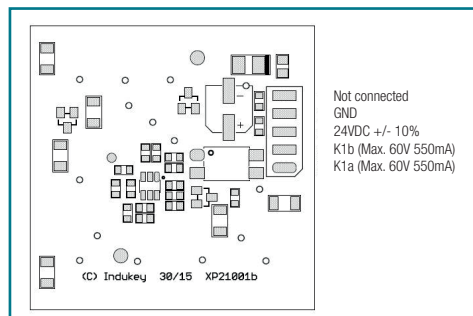 Not connected
GND
24VDC +/- 10%
K1b (Max. 60V 550mA)
K1a (Max. 60V 550mA)
-
+
(C) Indukey 30/15 XP21001b